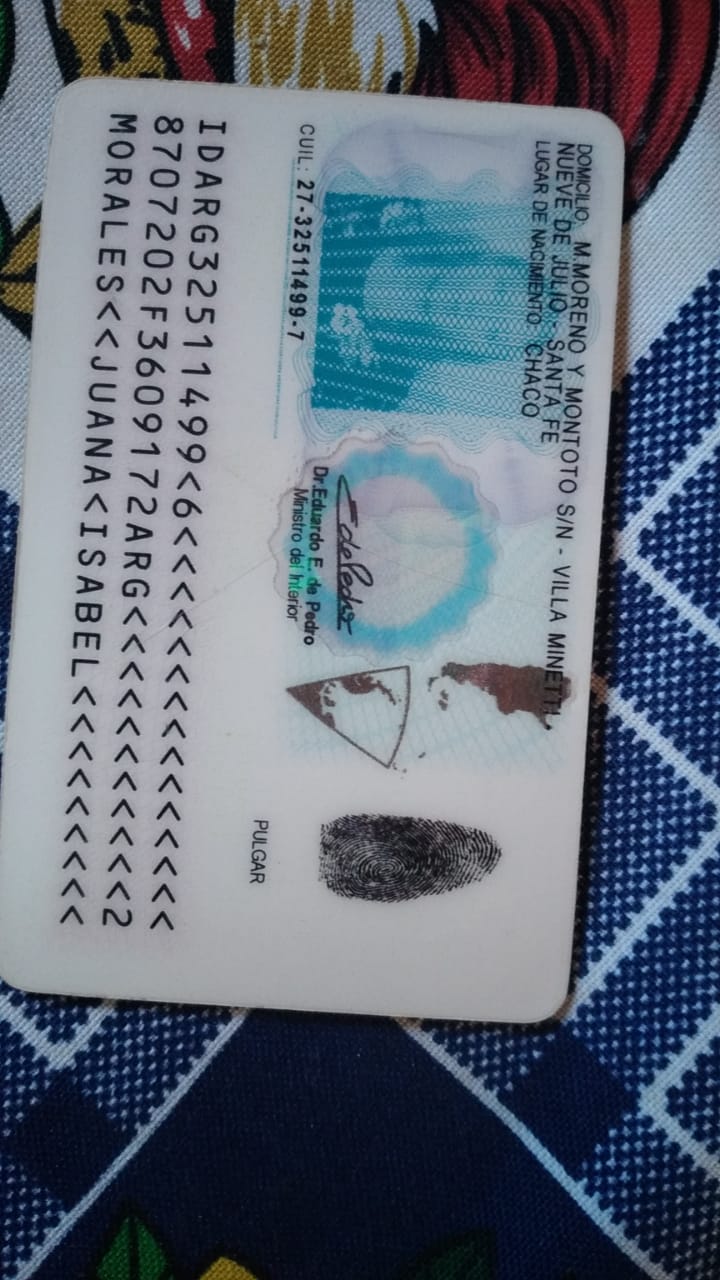 DOMICILIO: M.MORENO Y MONTOTO S/N - VILLA MINETTI -
NUEVE DE JULIO - SANTA FE
LUGAR DE NACIMIENTO: CHACO
CUIL: 27-32511499-7
Dr.Eduardo E. de Pedro
Ministro del Interior
PULGAR
IDARG32511499<6<<<<<<<<<<<<<<<
8707202F3609172ARG<<<<<<<<<<<2
MORALES<<JUANA<ISABEL<<<<<<<<<